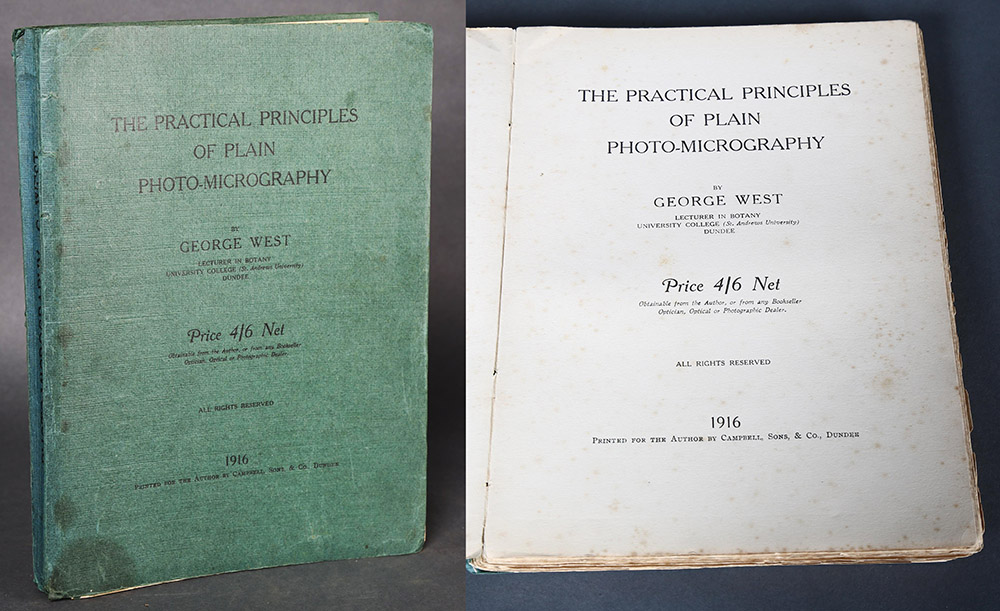 THE PRACTICAL PRINCIPLES
OF PLAIN
PHOTO-MICROGRAPHY
BY
GEORGE WEST
LECTURER IN BOTANY
UNIVERSITY COLLEGE (St. Andrews University)
DUNDEE
Price 4/6 Net
Obtainable from the Author, or from any Bookseller
Optician, Optical or Photographic Dealer.
ALL RIGHTS RESERVED
1916
PRINTED FOR THE AUTHOR BY CAMPBELL, SONS, & CO., DUNDEE
THE PRACTICAL PRINCIPLES
OF PLAIN
PHOTO-MICROGRAPHY
BY
GEORGE WEST
LECTURER IN BOTANY
UNIVERSITY COLLEGE (St. Andrews University)
DUNDEE
Price 4/6 Net
Obtainable from the Author, or from any Bookseller
Optician, Optical or Photographic Dealer.
ALL RIGHTS RESERVED
1916
PRINTED FOR THE AUTHOR BY CAMPBELL, SONS, & CO., DUNDEE